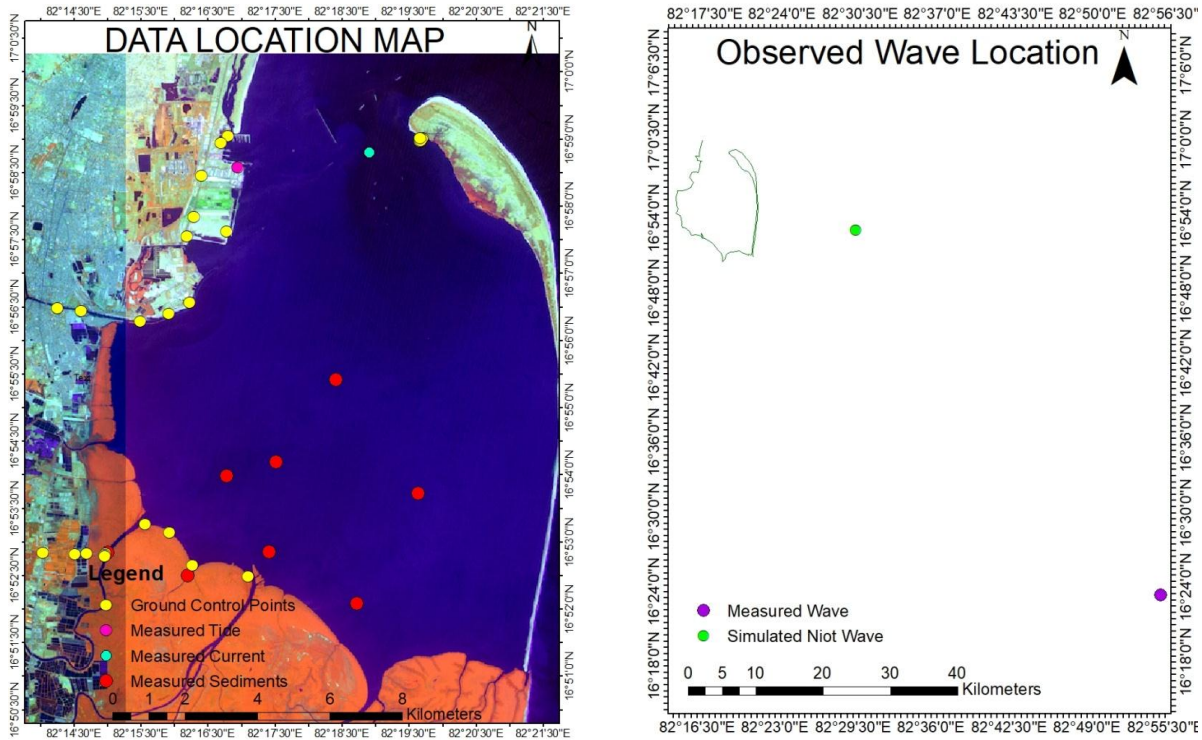 82°14'30"E 82°15'30"E 82°16'30"E 82°17'30"E 82°18'30"E 82°19'30"E 82°20'30"E 82°21'30"E
DATA LOCATION MAP
N
17°0'30"N
16°59'30"N
16°58'30"N
16°57'30"N
16°56'30"N
16°55'30"N
16°54'30"N
16°53'30"N
16°52'30"N
16°51'30"N
16°50'30"N
17°0'0"N
16°59'0"N
16°58'0"N
16°57'0"N
16°56'0"N
16°55'0"N
16°54'0"N
16°53'0"N
16°52'0"N
16°51'0"N
Legend
Ground Control Points
Measured Tide
Measured Current
Measured Sediments
0 1 2 4 6 8
Kilometers
82°14'30"E 82°15'30"E 82°16'30"E 82°17'30"E 82°18'30"E 82°19'30"E 82°20'30"E 82°21'30"E
82°17'30"E 82°24'0"E 82°30'30"E 82°37'0"E 82°43'30"E 82°50'0"E 82°56'30"E
Observed Wave Location
N
17°6'30"N
17°0'30"N
16°54'0"N
16°48'0"N
16°42'0"N
16°36'0"N
16°30'0"N
16°24'0"N
16°18'0"N
17°6'0"N
17°0'0"N
16°54'0"N
16°48'0"N
16°42'0"N
16°36'0"N
16°30'0"N
16°24'0"N
16°18'0"N
Measured Wave
Simulated Niot Wave
0 5 10 20 30 40
Kilometers
82°17'30"E 82°23'30"E 82°30'0"E 82°36'30"E 82°42'30"E 82°49'0"E 82°55'30"E